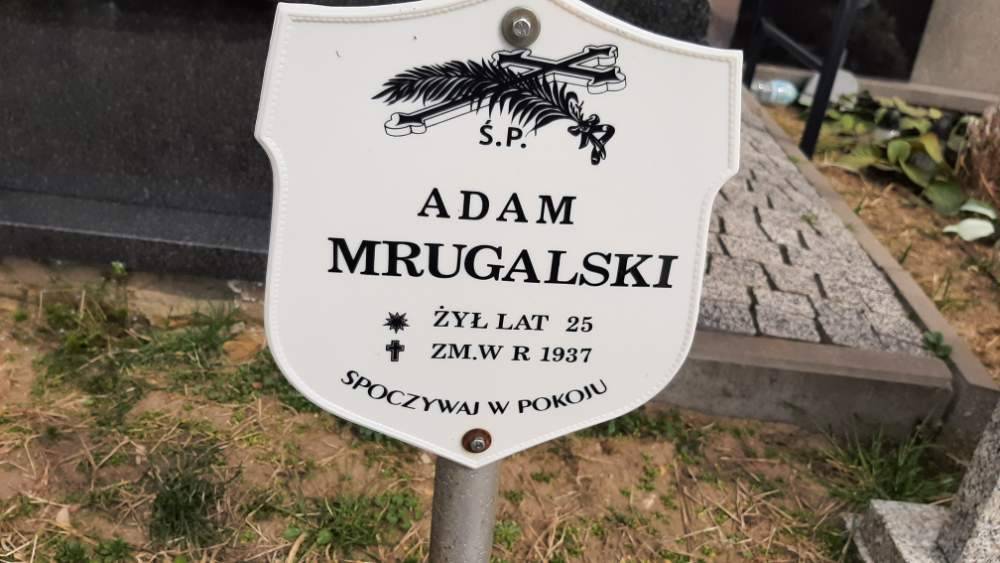 Ś.P.
ADAM
MRUGALSKI
ŻYŁ LAT 25
ZM.W R 1937
SPOCZYWAJ W POKOJU